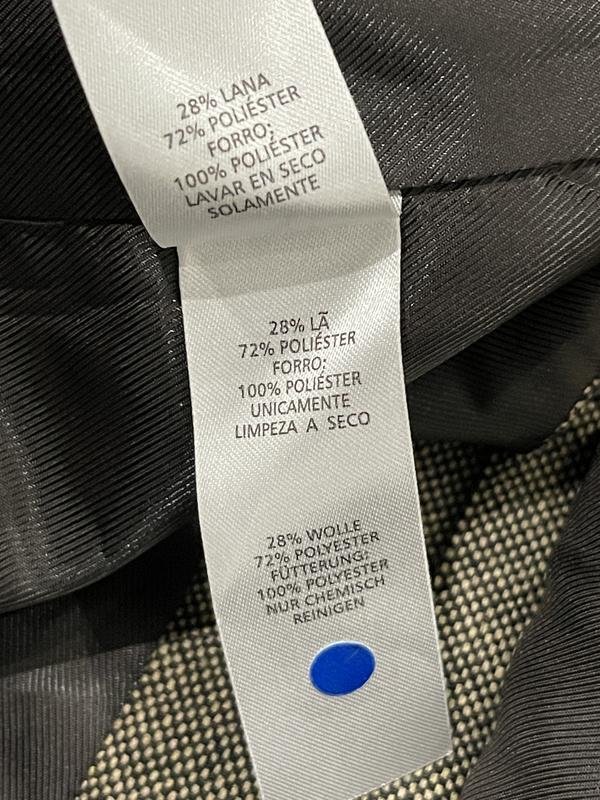 28% LANA
72% POLIÉSTER
FORRO:
100% POLIÉSTER
LAVAR EN SECO
SOLAMENTE
28% LÃ
72% POLIÉSTER
FORRO:
100% POLIÉSTER
UNICAMENTE
LIMPEZA A SECO
28% WOLLE
72% POLYESTER
FÜTTERUNG:
100% POLYESTER
NUR CHEMISCH
REINIGEN